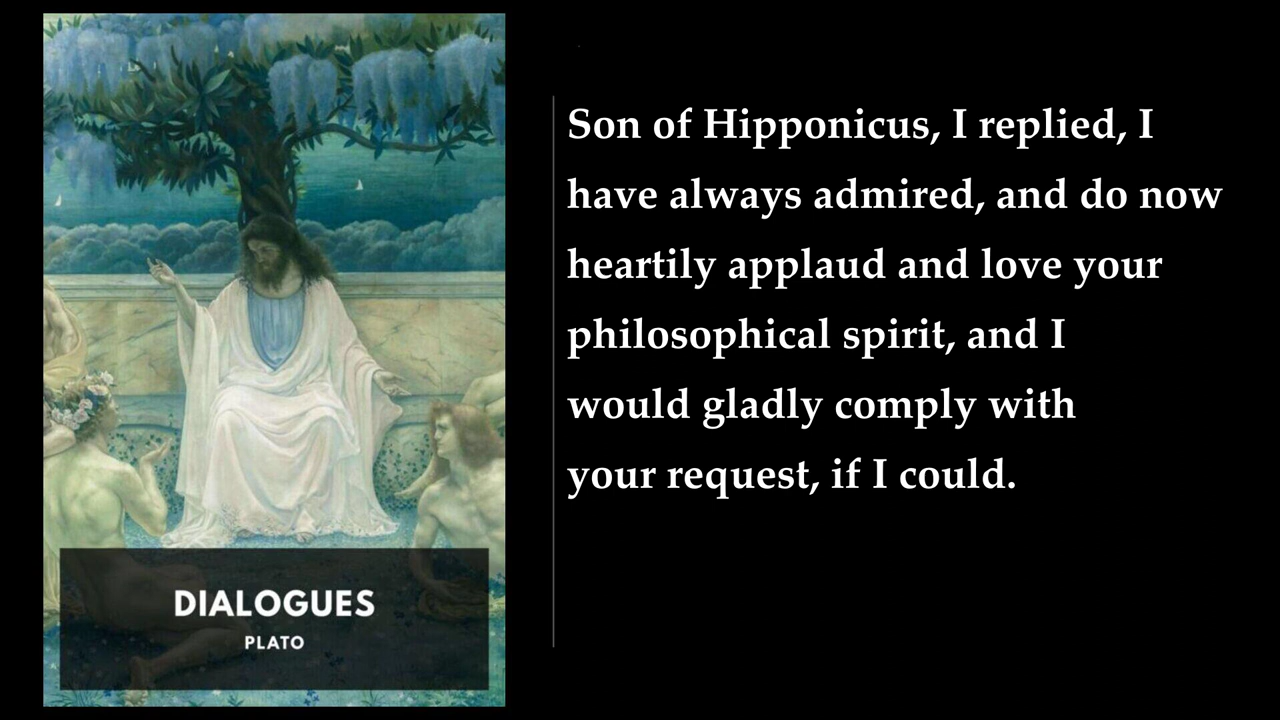 DIALOGUES
PLATO
Son of Hipponicus, I replied, I
have always admired, and do now
heartily applaud and love your
philosophical spirit, and I
would gladly comply with
your request, if I could.